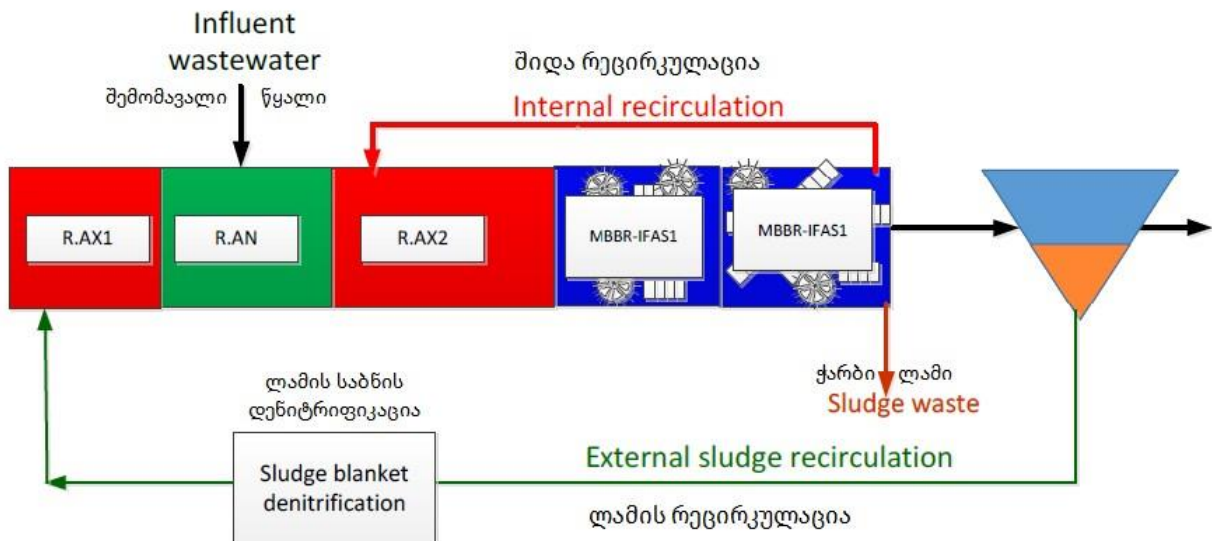 Influent
wastewater
შემომავალი წყალი
შიდა რეცირკულაცია
Internal recirculation
R.AX1
R.AN
R.AX2
MBBR-IFAS1
MBBR-IFAS1
ლამის საბნის
დენიტრიფიკაცია
ჭარბი ლამი
Sludge waste
Sludge blanket
denitrification
External sludge recirculation
ლამის რეცირკულაცია